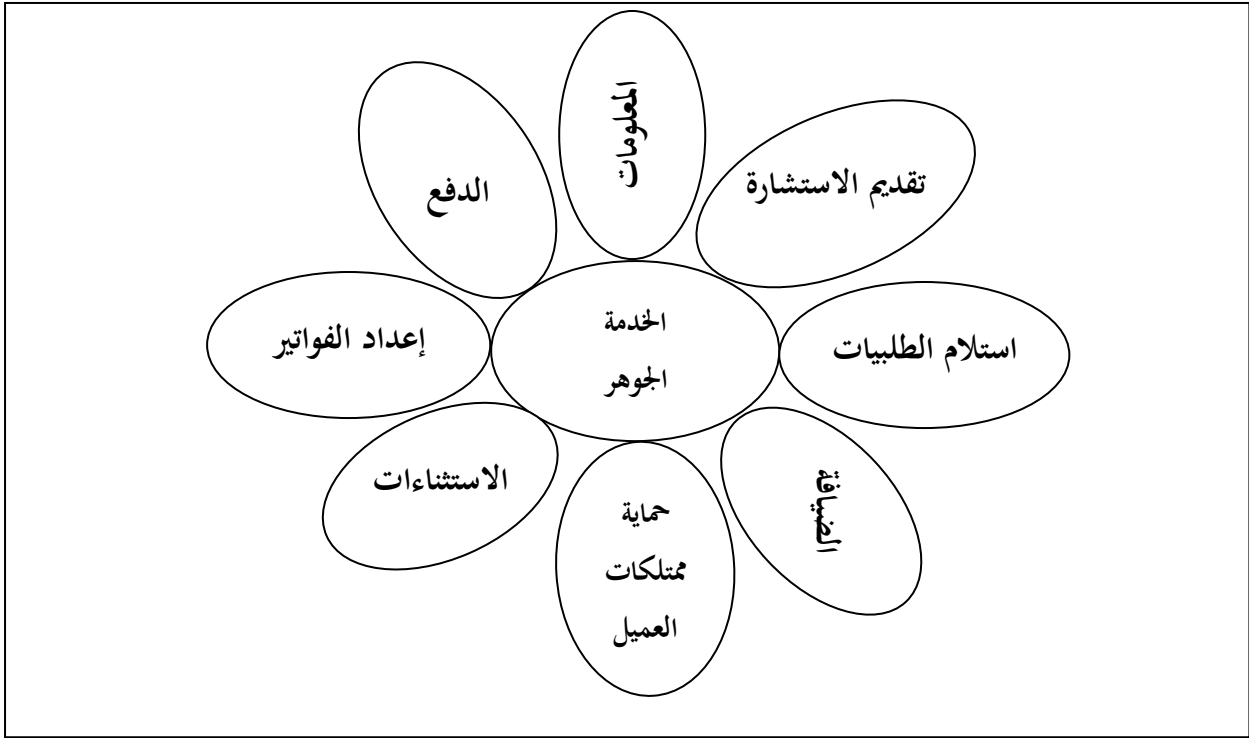 المعلومات
تقديم الاستشارة
الدفع
استلام الطلبيات
إعداد الفواتير
الخدمة
الجوهر
الضيافة
الاستثناءات
حماية
ممتلكات
العميل